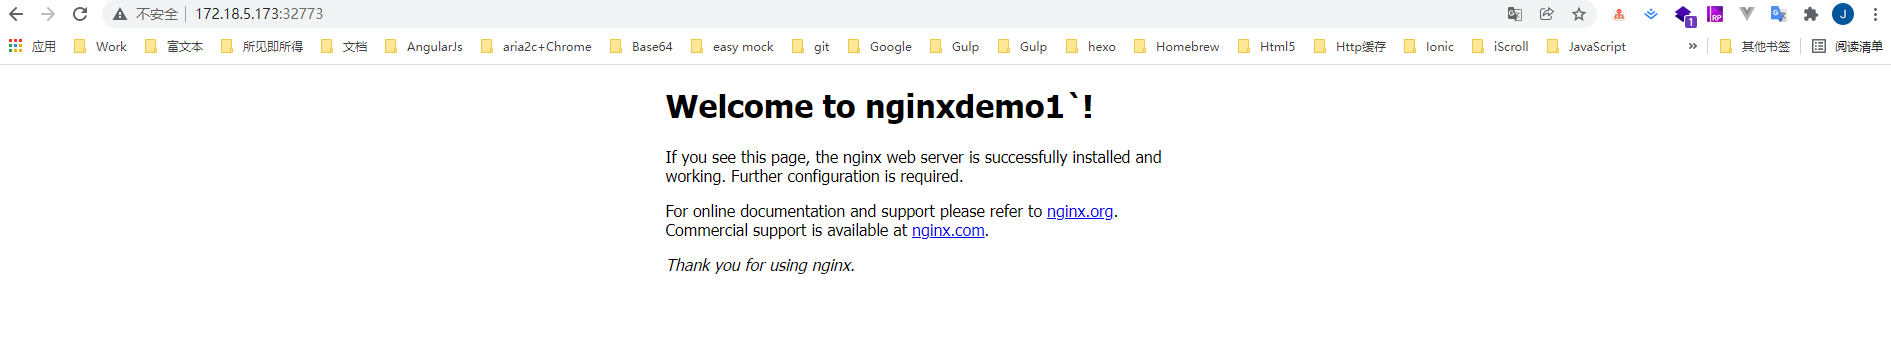 不安全 172.18.5.173:32773
1 RP J
应用 Work 富文本 所见即所得 文档 AngularJs aria2c+Chrome Base64 easy mock git Google Gulp Gulp hexo Homebrew Html5 Http缓存 Ionic iScroll JavaScript » 其他书签 阅读清单
Welcome to nginxdemo1`!
If you see this page, the nginx web server is successfully installed and
working. Further configuration is required.
For online documentation and support please refer to nginx.org.
Commercial support is available at nginx.com.
Thank you for using nginx.